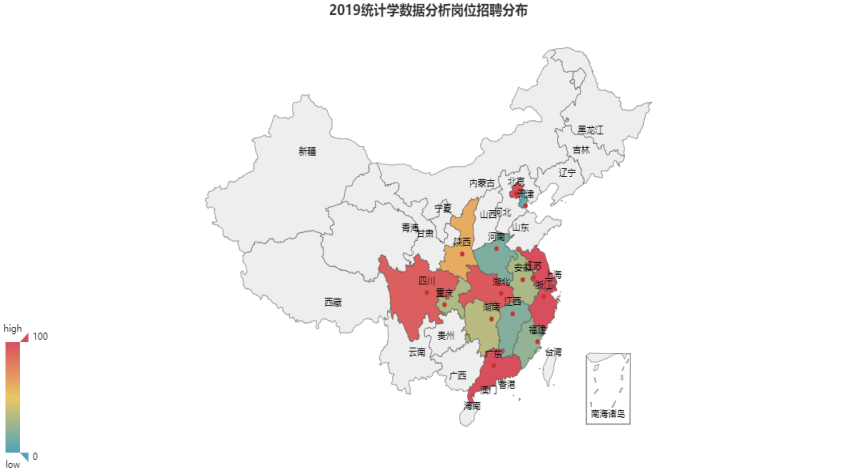 2019统计学数据分析岗位招聘分布
黑龙江
吉林
新疆
辽宁
北京
内蒙古
天津
宁夏
山西
河北
青海
山东
甘肃
河南
陕西
安徽
江苏
上海
四川
湖北
浙江
重庆
江西
西藏
湖南
high
福建
100
贵州
云南
广东
台湾
广西
香港
澳门
海南
南海诸岛
0
low